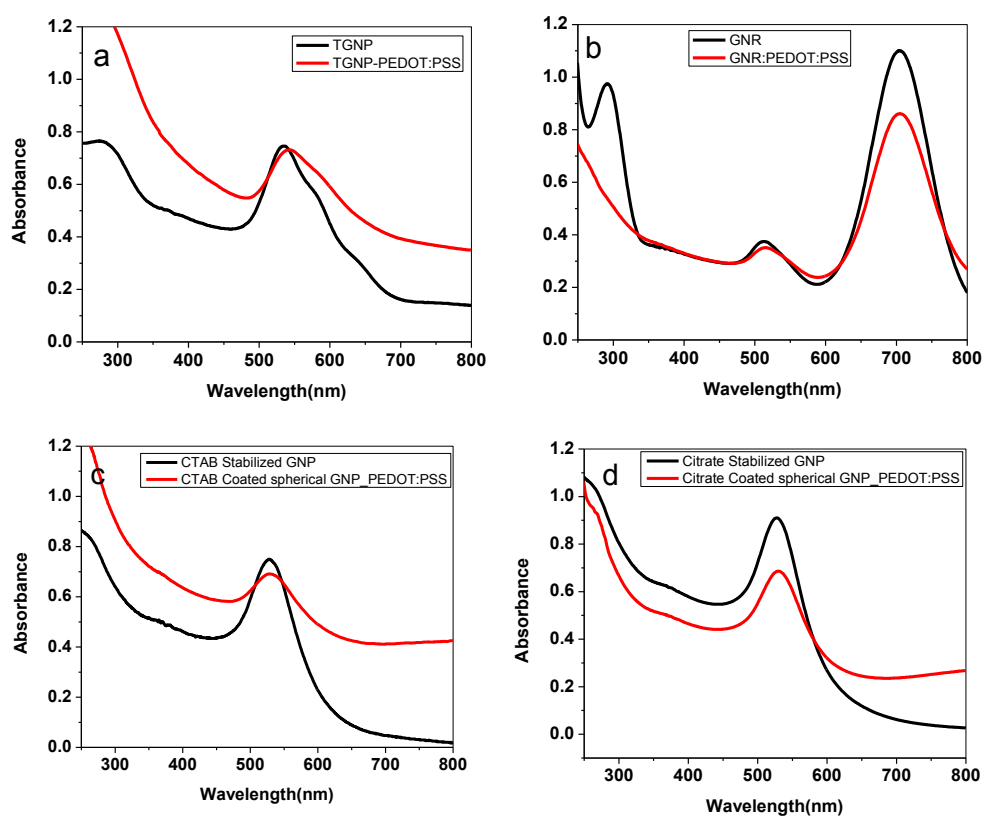 a
TGNP
TGNP-PEDOT:PSS
1.2
1.0
0.8
0.6
0.4
0.2
0.0
Absorbance
300 400 500 600 700 800
Wavelength(nm)
b
GNR
GNR:PEDOT:PSS
1.2
1.0
0.8
0.6
0.4
0.2
0.0
Absorbance
300 400 500 600 700 800
Wavelength(nm)
c
CTAB Stabilized GNP
CTAB Coated spherical GNP_PEDOT:PSS
1.2
1.0
0.8
0.6
0.4
0.2
0.0
Absorbance
300 400 500 600 700 800
Wavelength(nm)
d
Citrate Stabilized GNP
Citrate Coated spherical GNP_PEDOT:PSS
1.2
1.0
0.8
0.6
0.4
0.2
0.0
Absorbance
300 400 500 600 700 800
Wavelength(nm)